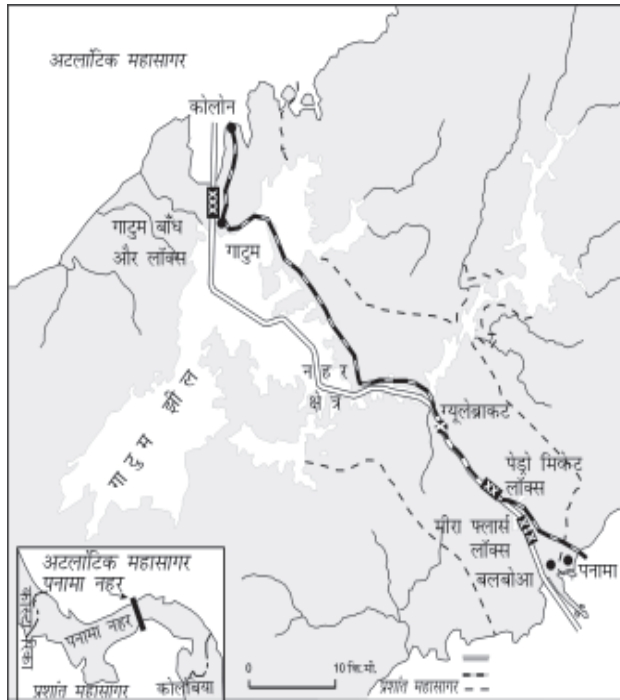 अटलांटिक महासागर
कोलोन
गाटुम बाँध
और लॉक्स
गाटुम
नहर
क्षेत्र
गाटुम झील
ग्यूलेब्राकर्ट
पेड्रो मिकेट
लॉक्स
मीरा फ्लार्स
लॉक्स
बलबोआ
पनामा
अटलांटिक महासागर
पनामा नहर
पनामा नहर
प्रशांत महासागर
कोलंबिया
0
10 कि.मी.
प्रशांत महासागर